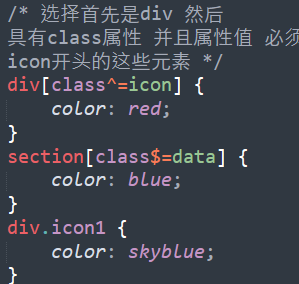 /* 选择首先是div 然后
具有class属性 并且属性值 必须
icon开头的这些元素 */
div[class^=icon] {
    color: red;
}
section[class$=data] {
    color: blue;
}
div.icon1 {
    color: skyblue;
}